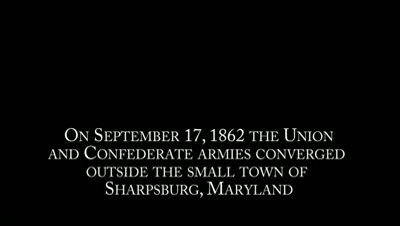 On September 17, 1862 the Union
and Confederate armies converged
outside the small town of
Sharpsburg, Maryland